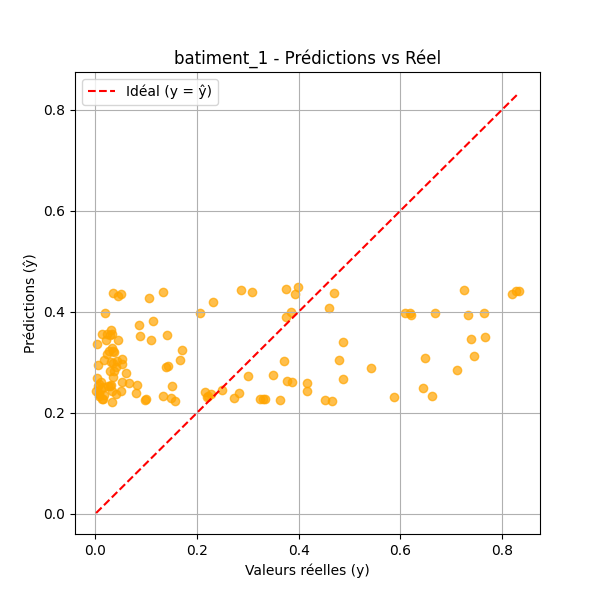 batiment_1 - Prédictions vs Réel
Idéal (y = ŷ)
Prédictions (ŷ)
0.8
0.6
0.4
0.2
0.0
0.0 0.2 0.4 0.6 0.8
Valeurs réelles (y)